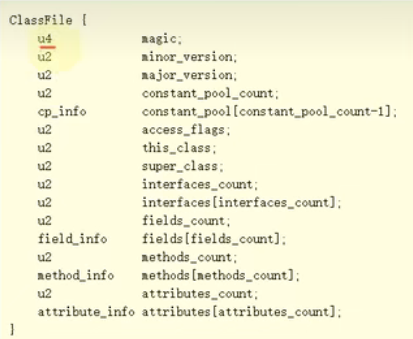 ClassFile {
u4 magic;
u2 minor_version;
u2 major_version;
u2 constant_pool_count;
cp_info constant_pool[constant_pool_count-1];
u2 access_flags;
u2 this_class;
u2 super_class;
u2 interfaces_count;
u2 interfaces[interfaces_count];
u2 fields_count;
field_info fields[fields_count];
u2 methods_count;
method_info methods[methods_count];
u2 attributes_count;
attribute_info attributes[attributes_count];
}